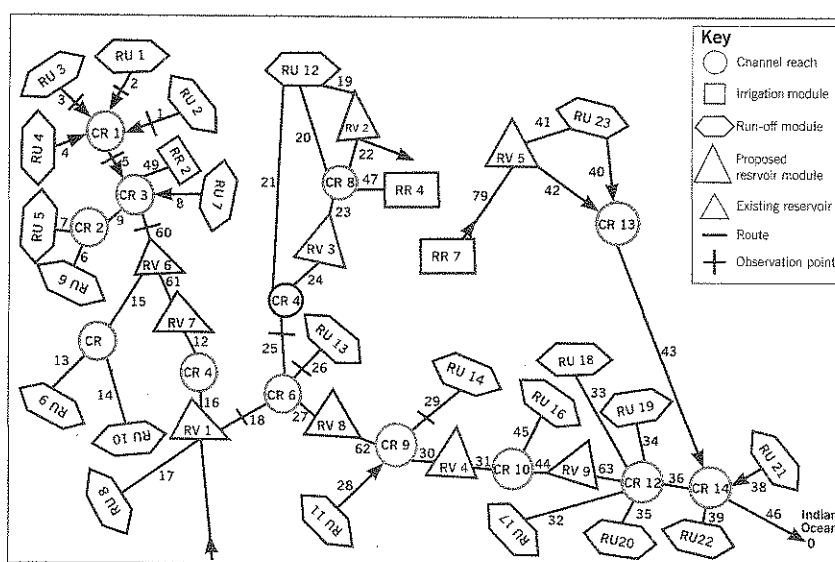 Key
Channel reach
Irrigation module
Run-off module
Proposed
resrvoir module
Existing reservoir
Route
Observation point
RU 3
RU 1
RU 2
3
2
1
CR 1
RU 4
4
5
49
RR 2
CR 3
8
RU 7
RU 5
7
CR 2
9
6
RU 6
60
RV 6
15
61
RV 7
12
CR
13
14
RU 9
RU 10
CR 4
16
RV 1
17
RU 8
18
RU 12
19
20
21
RV 2
22
CR 8
47
RR 4
23
RV 3
24
CR 4
25
26
RU 13
CR 6
27
RV 8
62
29
RU 14
CR 9
28
RU 11
30
RV 4
31
CR 10
45
RU 16
44
RV 9
63
41
RU 23
RV 5
40
42
79
RR 7
CR 13
43
RU 18
33
RU 19
34
CR 12
36
32
RU 17
35
RU20
CR 14
RU 21
38
39
RU22
46
Indian
Ocean
0